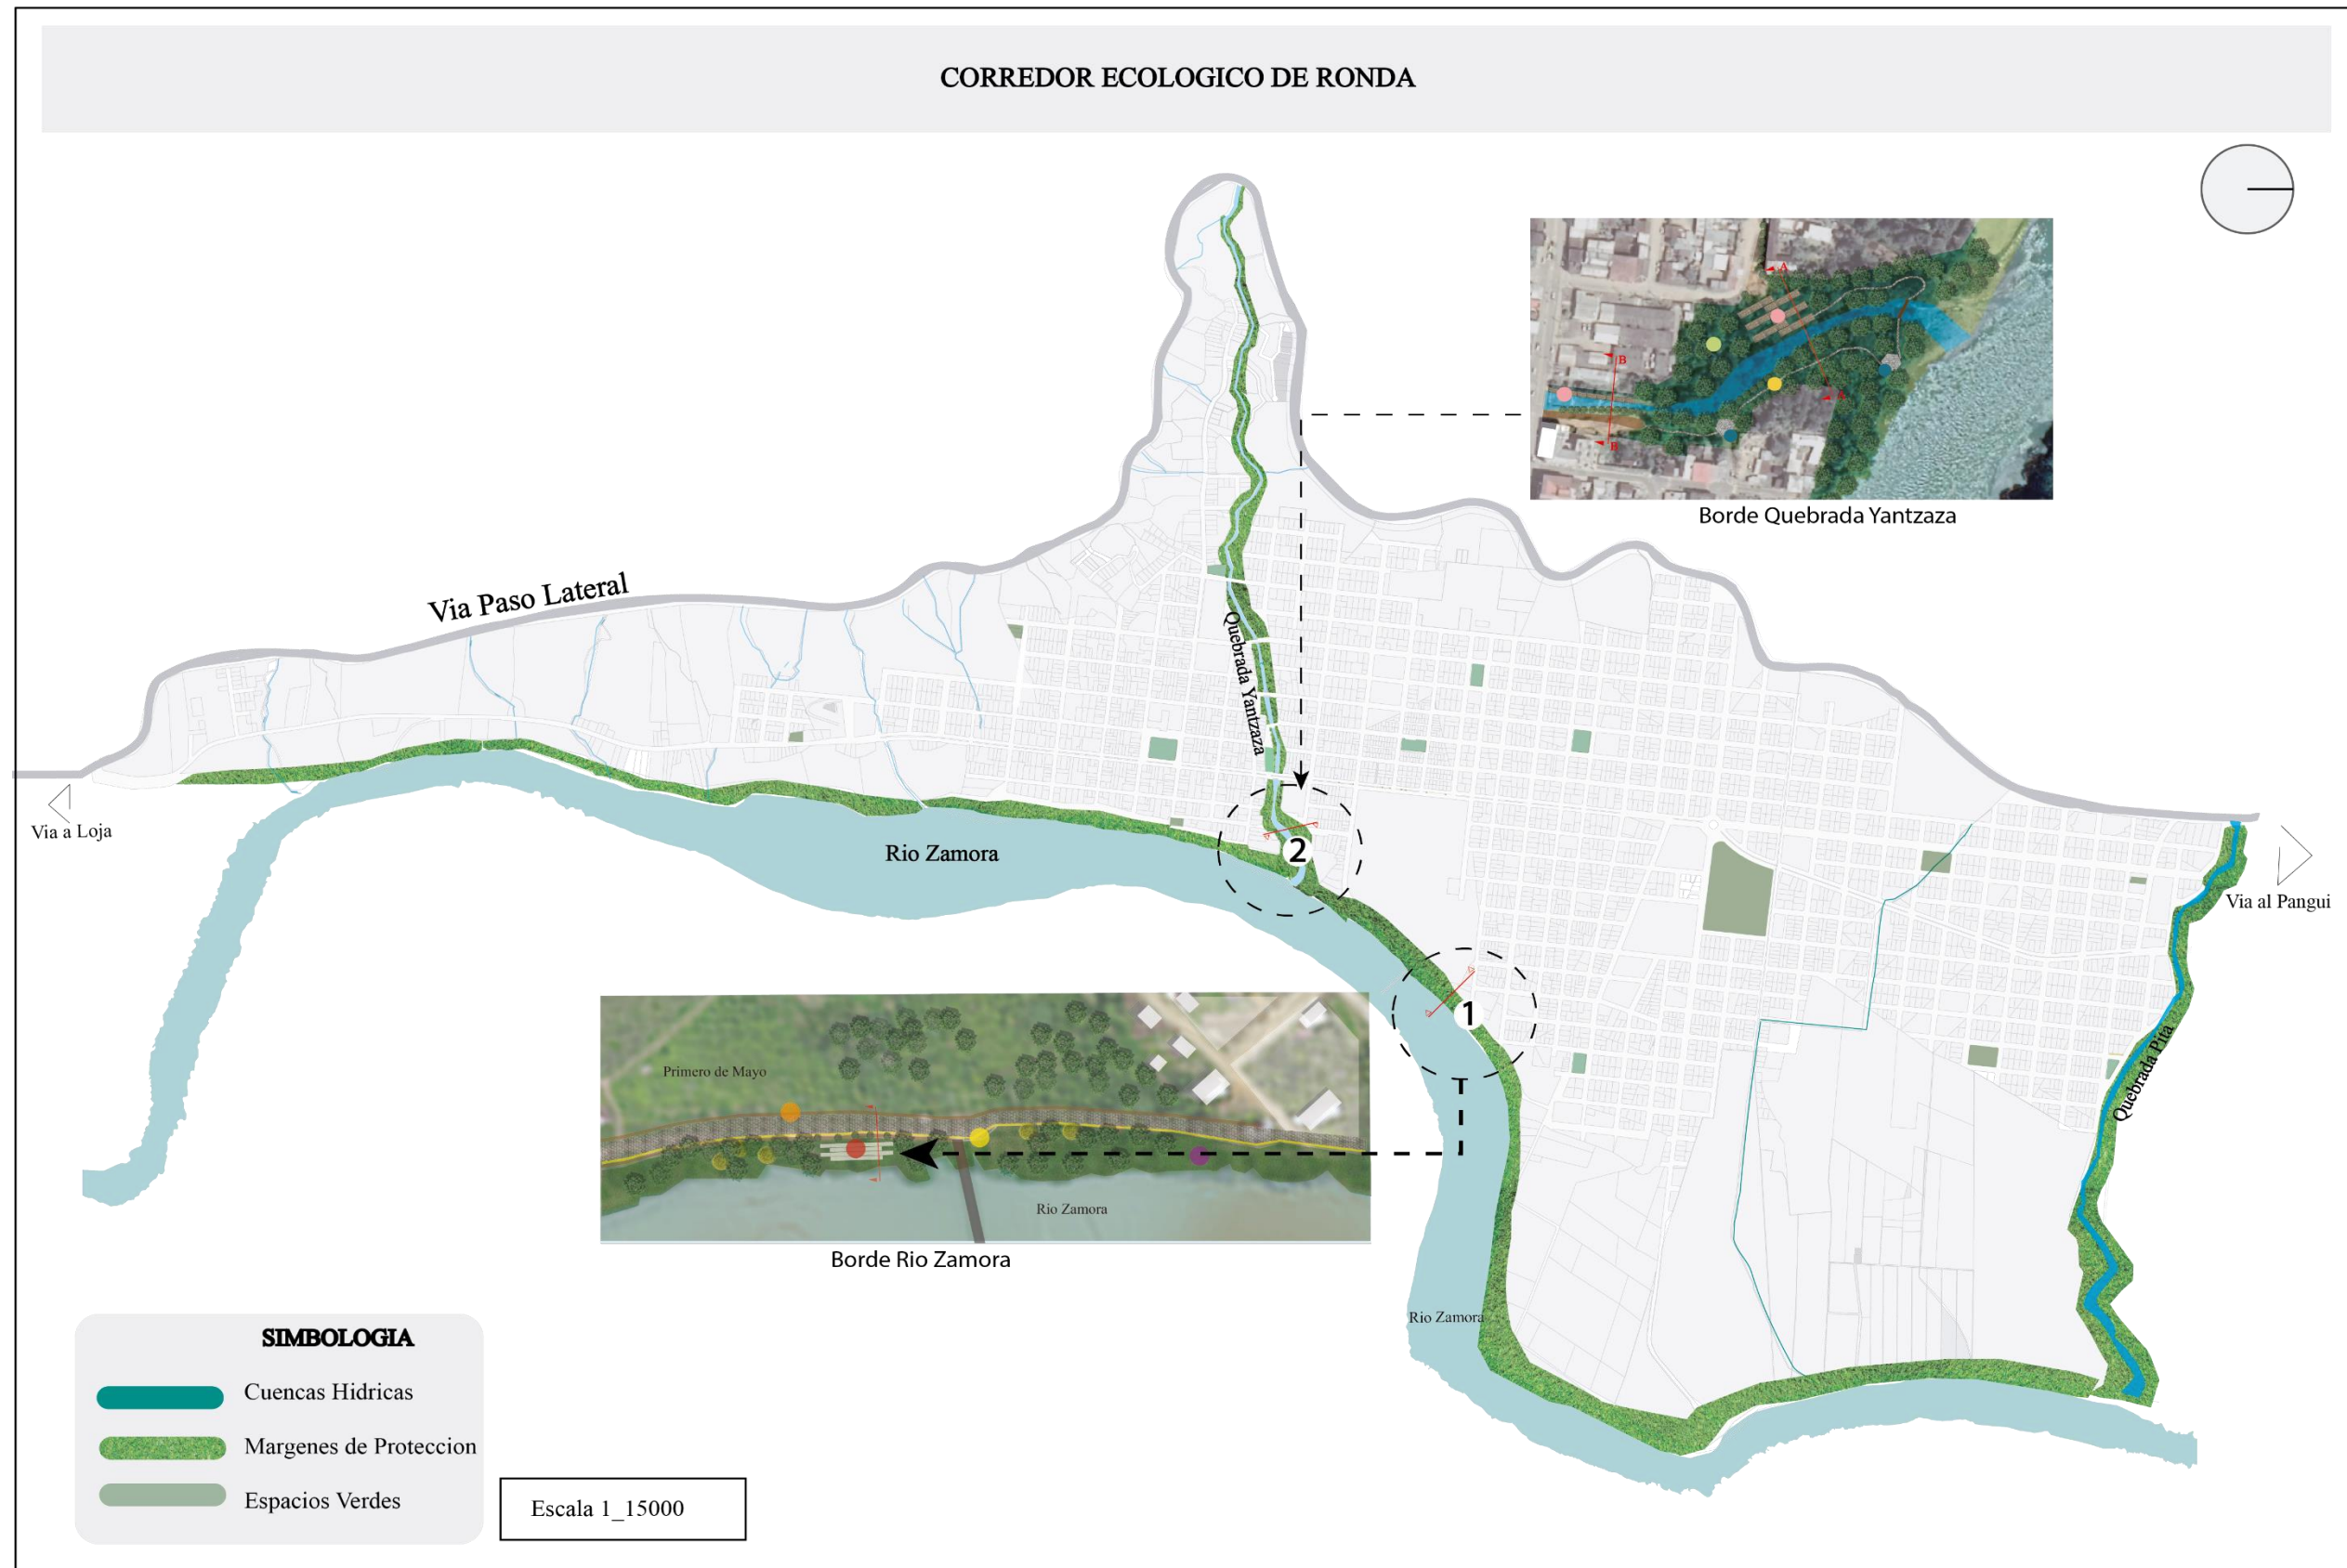 CORREDOR ECOLOGICO DE RONDA
A
B
A
B
Borde Quebrada Yantzaza
Via Paso Lateral
Quebrada Yantzaza
Via a Loja
Rio Zamora
2
Via al Pangui
1
Primero de Mayo
Quebrada Pita
Rio Zamora
Borde Rio Zamora
Rio Zamora
SIMBOLOGIA
Cuencas Hidricas
Margenes de Proteccion
Espacios Verdes
Escala 1_15000